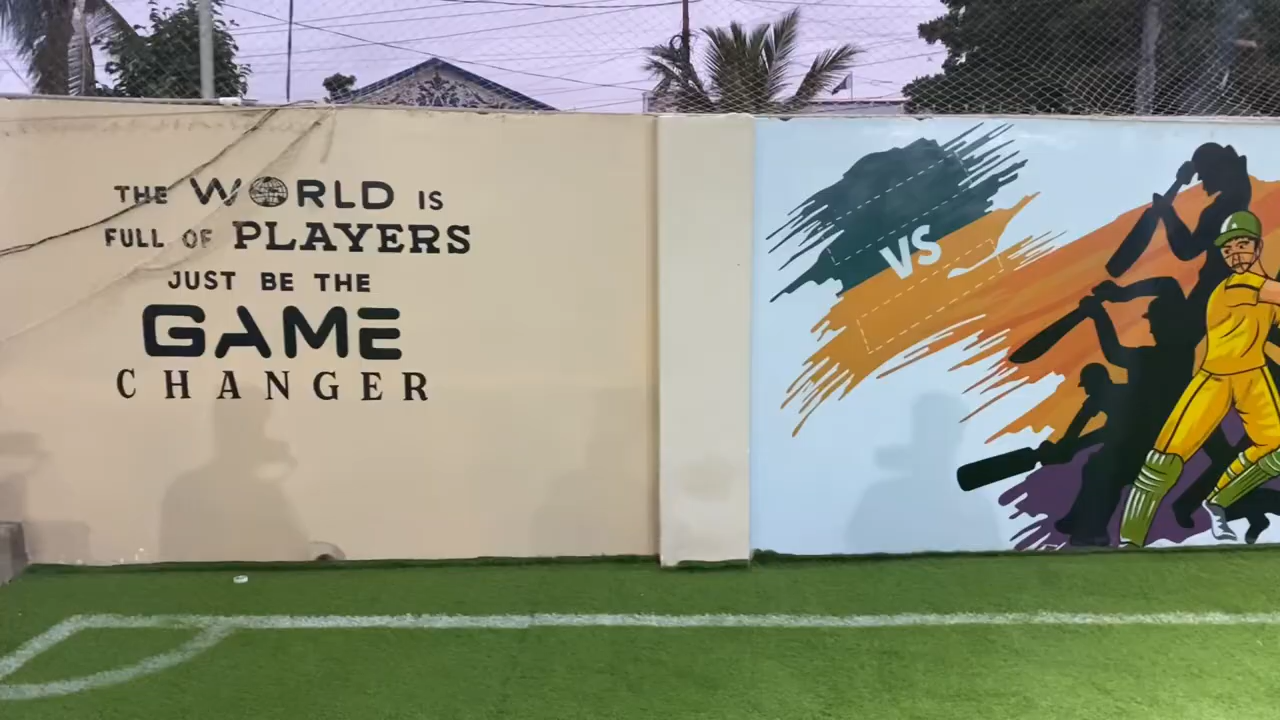 THE WORLD IS
FULL OF PLAYERS
JUST BE THE
GAME
CHANGER
VS